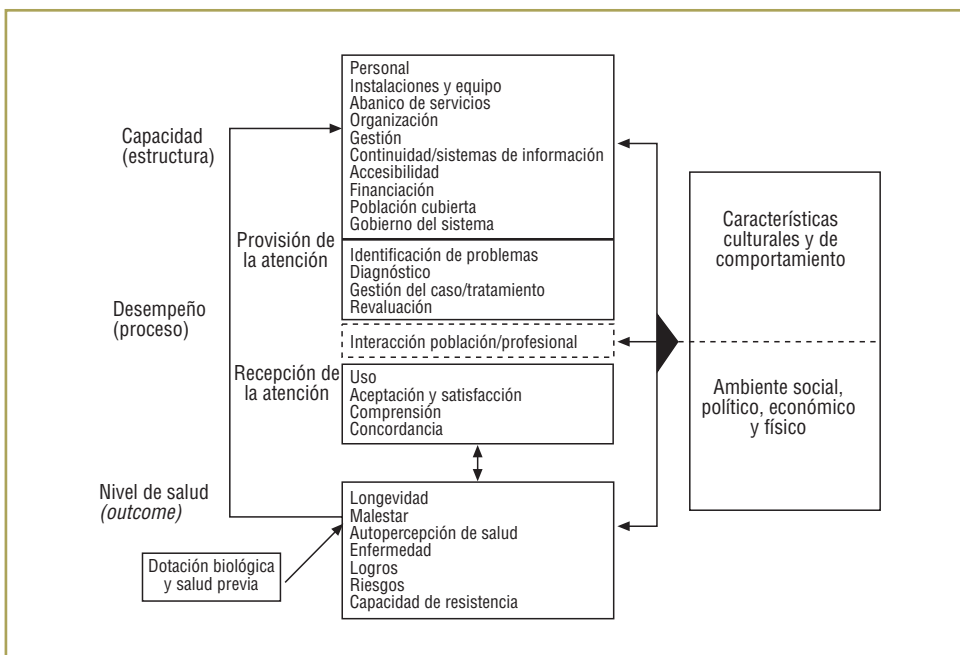 Capacidad
(estructura)
Personal
Instalaciones y equipo
Abanico de servicios
Organización
Gestión
Continuidad/sistemas de información
Accesibilidad
Financiación
Población cubierta
Gobierno del sistema
Desempeño
(proceso)
Provisión de
la atención
Identificación de problemas
Diagnóstico
Gestión del caso/tratamiento
Revaluación
Interacción población/profesional
Recepción de
la atención
Uso
Aceptación y satisfacción
Comprensión
Concordancia
Nivel de salud
(outcome)
Longevidad
Malestar
Autopercepción de salud
Enfermedad
Logros
Riesgos
Capacidad de resistencia
Dotación biológica
y salud previa
Características
culturales y de
comportamiento
Ambiente social,
político, económico
y físico